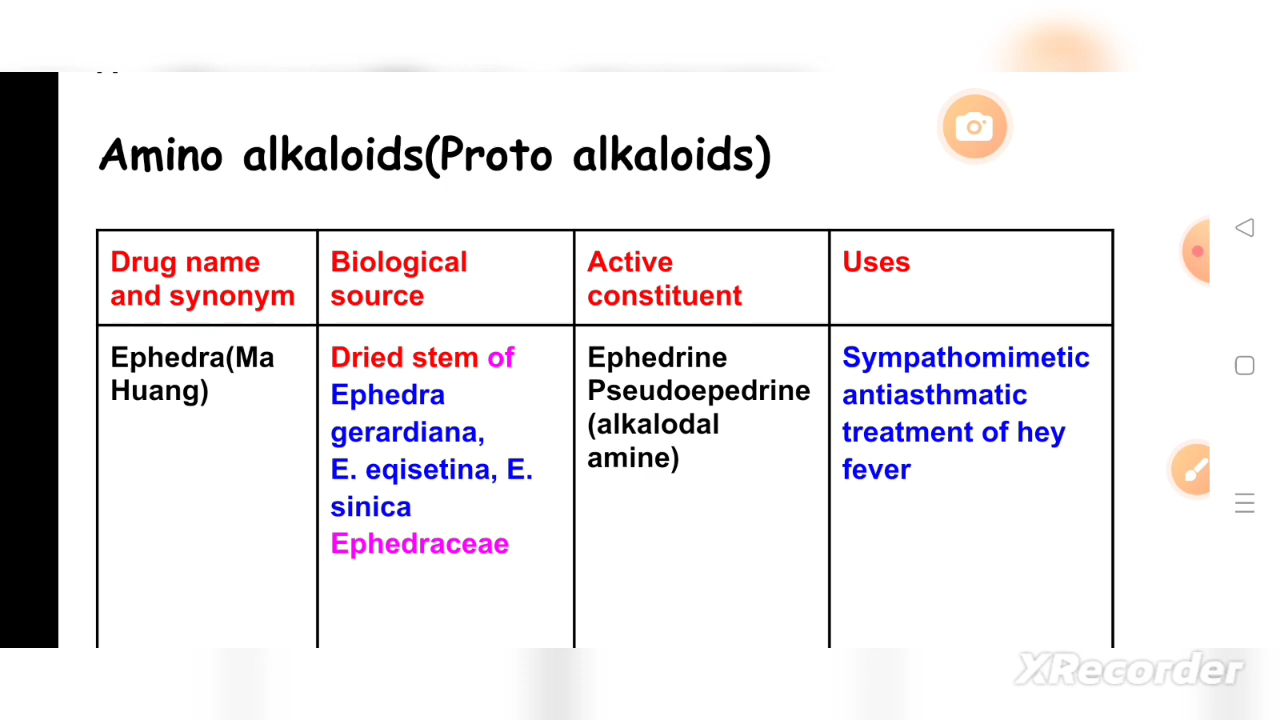 Amino alkaloids(Proto alkaloids)
Drug name
and synonym
Biological
source
Active
constituent
Uses
Ephedra(Ma
Huang)
Dried stem of
Ephedra
gerardiana,
E. eqisetina, E.
sinica
Ephedraceae
Ephedrine
Pseudoepedrine
(alkalodal
amine)
Sympathomimetic
antiasthmatic
treatment of hey
fever
XRecorder